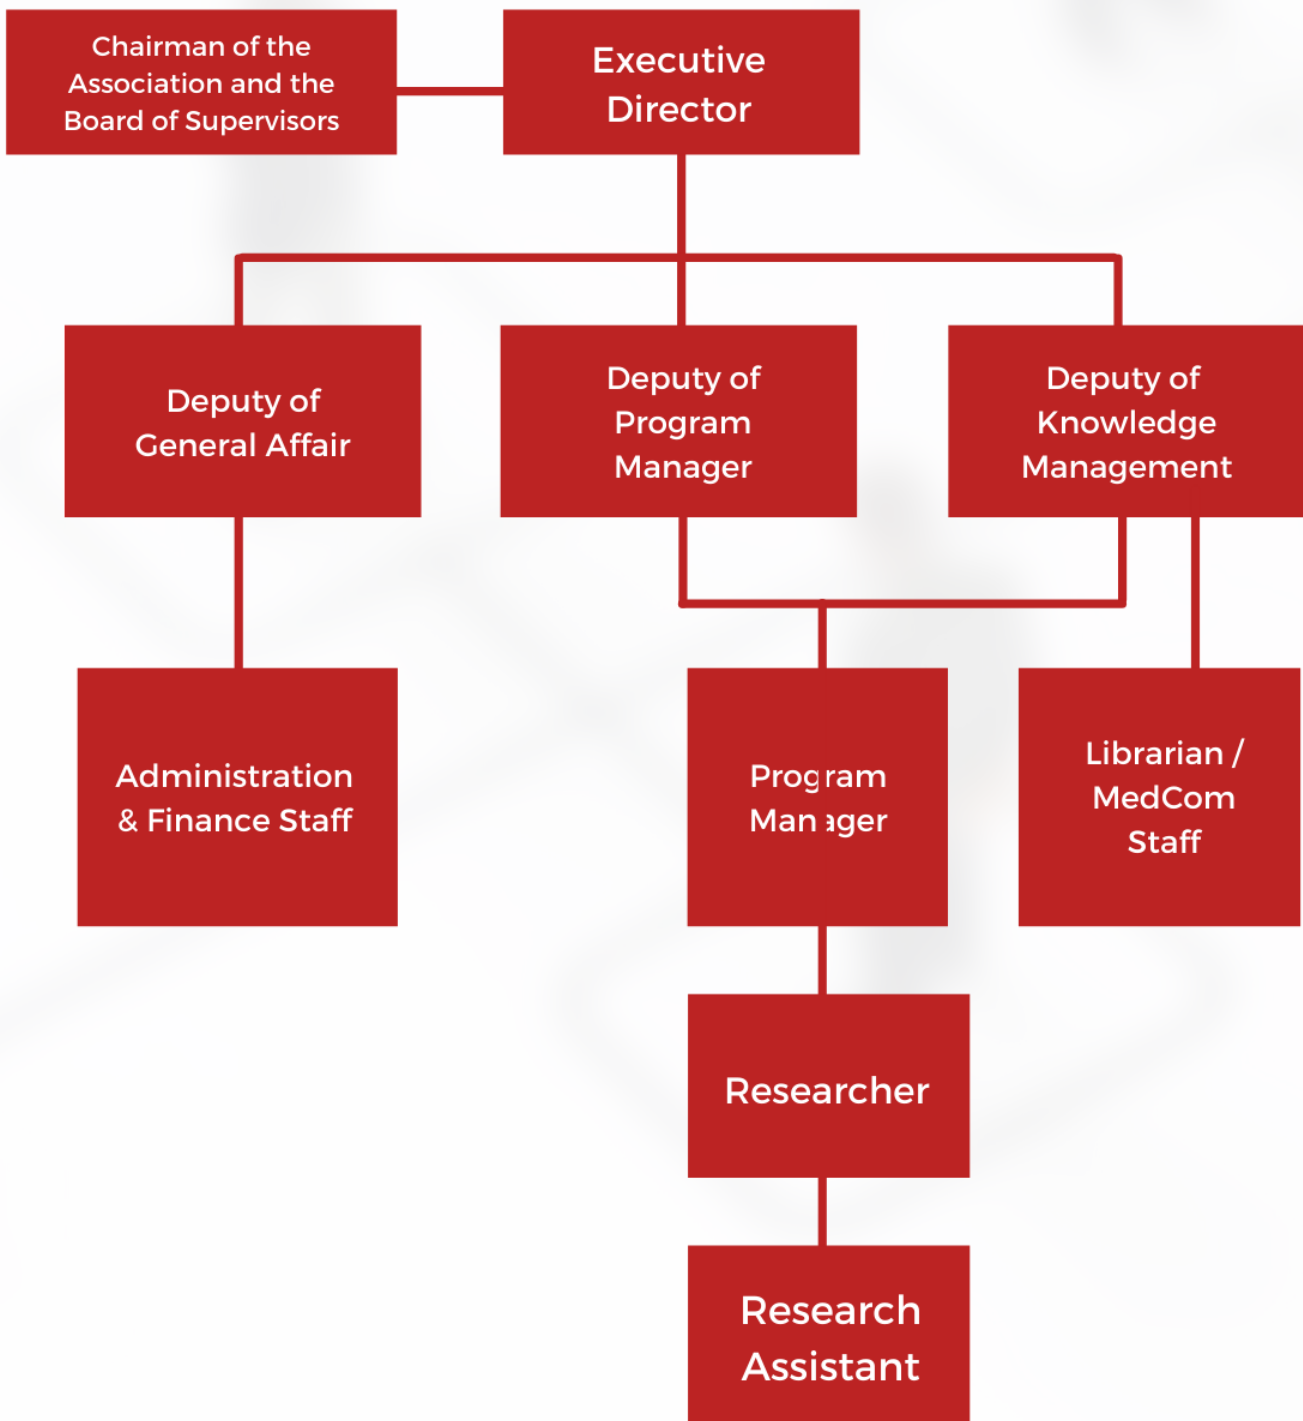 Chairman of the
Association and the
Board of Supervisors
Executive
Director
Deputy of
General Affair
Deputy of
Program
Manager
Deputy of
Knowledge
Management
Administration
& Finance Staff
Program
Manager
Librarian /
MedCom
Staff
Researcher
Research
Assistant